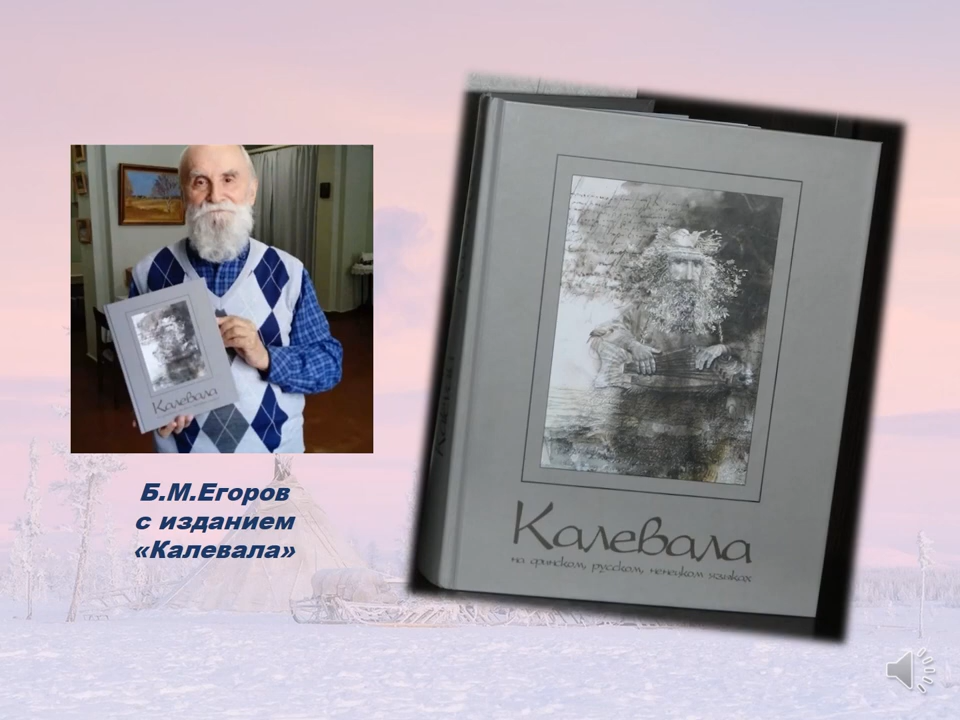 Б.М.Егоров
с изданием
«Калевала»
Калевала
Калевала
на финском, русском, ненецком языках